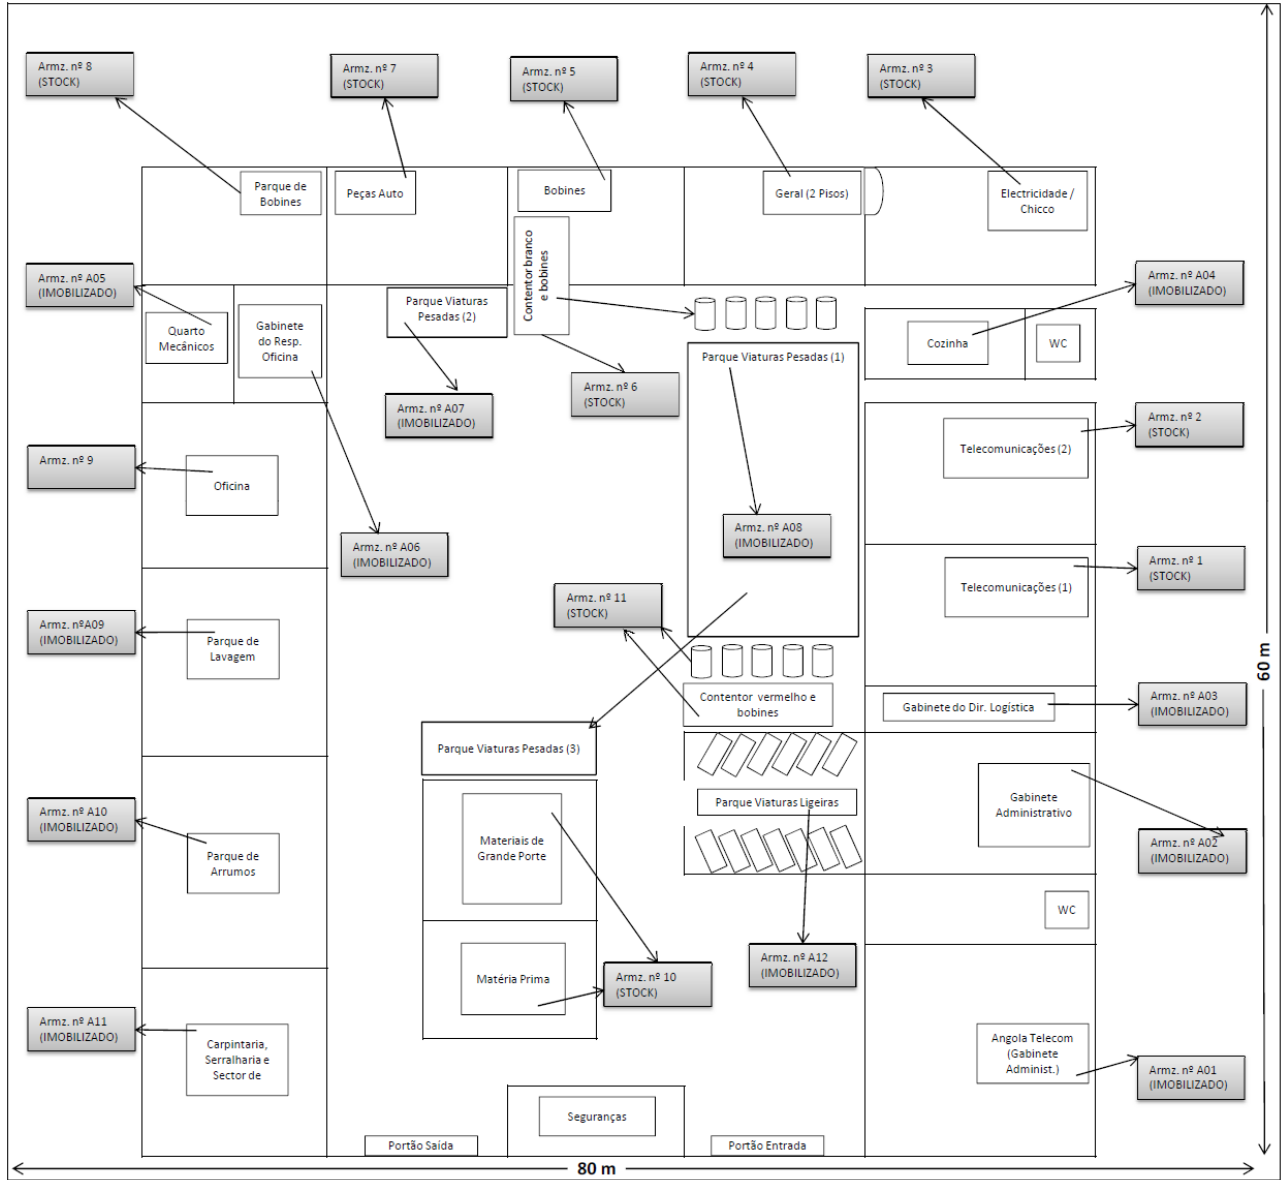 Armz. nº 8
(STOCK)
Armz. nº 7
(STOCK)
Armz. nº 5
(STOCK)
Armz. nº 4
(STOCK)
Armz. nº 3
(STOCK)
Parque de
Bobines
Peças Auto
Bobines
Geral (2 Pisos)
Electricidade /
Chicco
Contentor branco
e bobines
Armz. nº A05
(IMOBILIZADO)
Armz. nº A04
(IMOBILIZADO)
Quarto
Mecânicos
Gabinete
do Resp.
Oficina
Parque Viaturas
Pesadas (2)
Cozinha
WC
Parque Viaturas Pesadas (1)
Armz. nº 6
(STOCK)
Armz. nº A07
(IMOBILIZADO)
Armz. nº 2
(STOCK)
Telecomunicações (2)
Armz. nº 9
Oficina
Armz. nº A08
(IMOBILIZADO)
Armz. nº A06
(IMOBILIZADO)
Armz. nº 1
(STOCK)
Telecomunicações (1)
Armz. nº 11
(STOCK)
Armz. nºA09
(IMOBILIZADO)
Parque de
Lavagem
60 m
Contentor vermelho e
bobines
Gabinete do Dir. Logística
Armz. nº A03
(IMOBILIZADO)
Parque Viaturas Pesadas (3)
Parque Viaturas Ligeiras
Gabinete
Administrativo
Armz. nº A10
(IMOBILIZADO)
Materiais de
Grande Porte
Armz. nº A02
(IMOBILIZADO)
Parque de
Arrumos
WC
Armz. nº A12
(IMOBILIZADO)
Matéria Prima
Armz. nº 10
(STOCK)
Armz. nº A11
(IMOBILIZADO)
Carpintaria,
Serralharia e
Sector de
Angola Telecom
(Gabinete
Administ.)
Armz. nº A01
(IMOBILIZADO)
Seguranças
Portão Saída
Portão Entrada
80 m